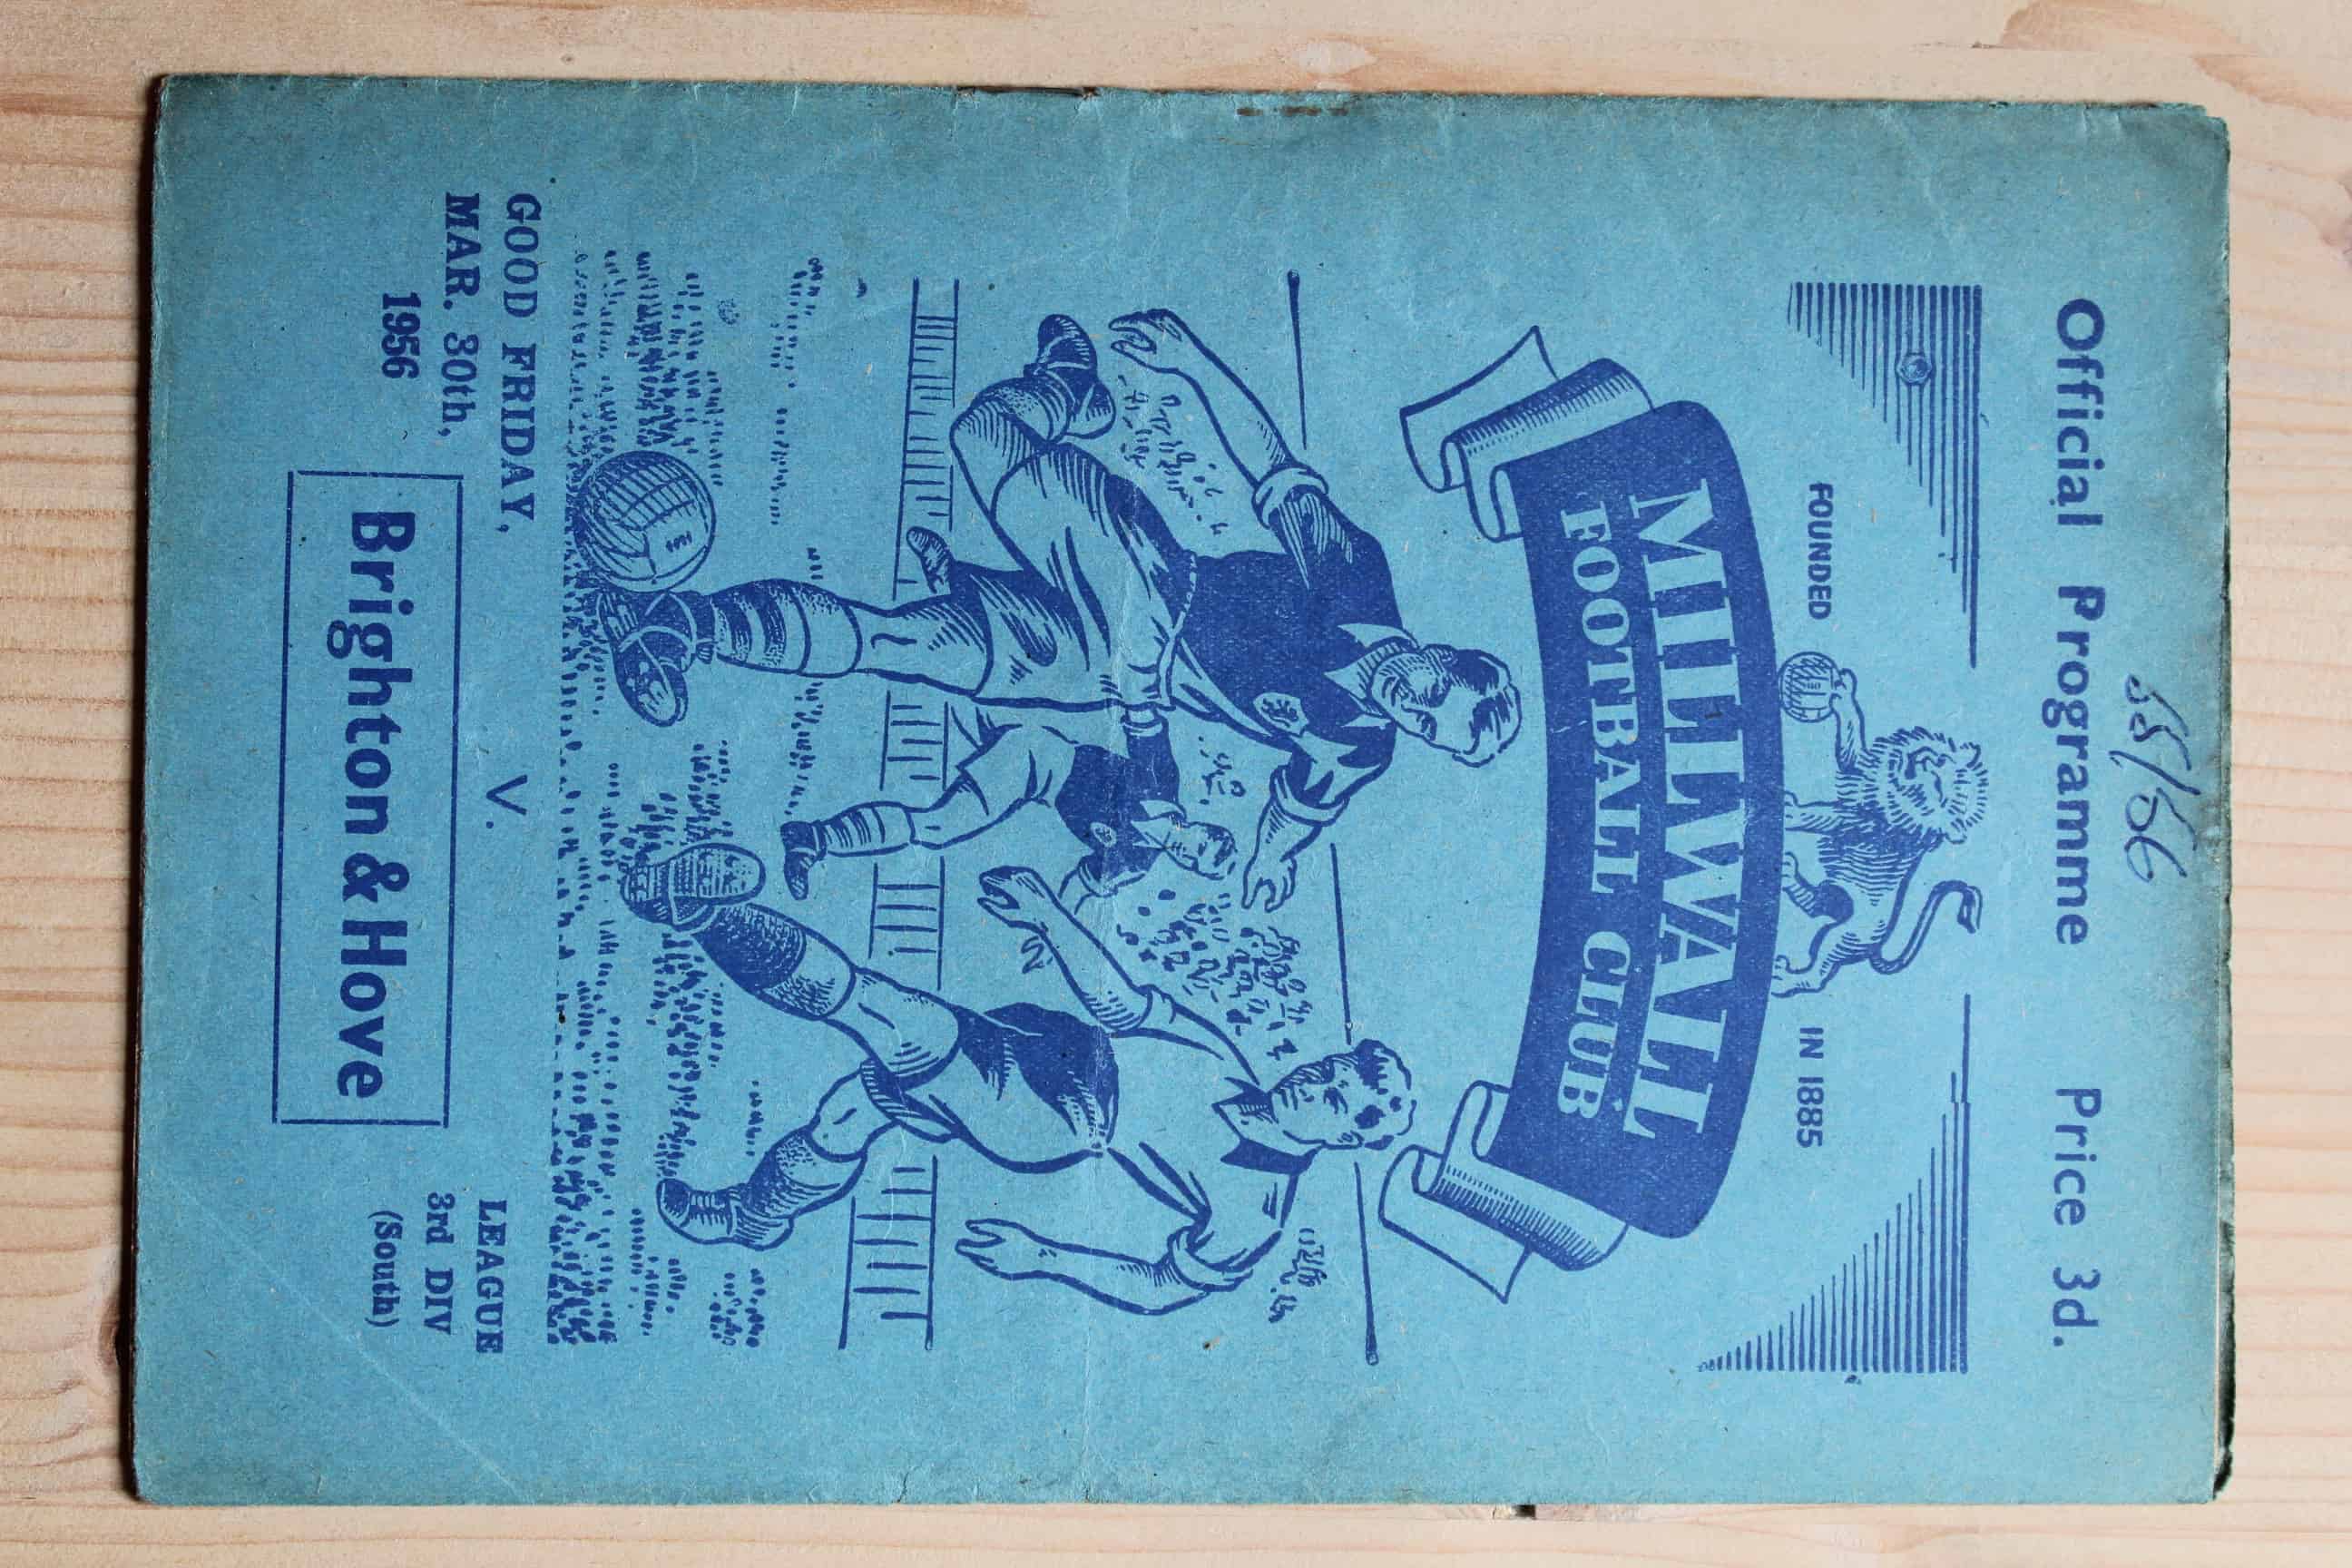 55/56
Official Programme Price 3d.
FOUNDED IN 1885
MILLWALL
FOOTBALL CLUB
GOOD FRIDAY,
MAR. 30th,
1956
V.
Brighton & Hove
LEAGUE
3rd DIV
(South)